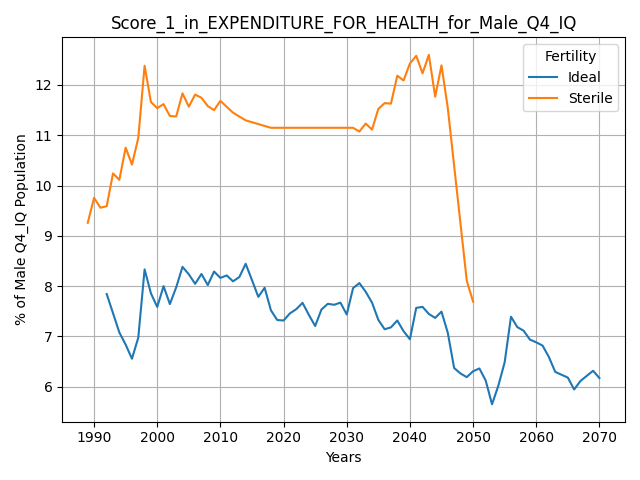 Score_1_in_EXPENDITURE_FOR_HEALTH_for_Male_Q4_IQ
Fertility
Ideal
Sterile
% of Male Q4_IQ Population
12
11
10
9
8
7
6
1990
2000
2010
2020
2030
2040
2050
2060
2070
Years